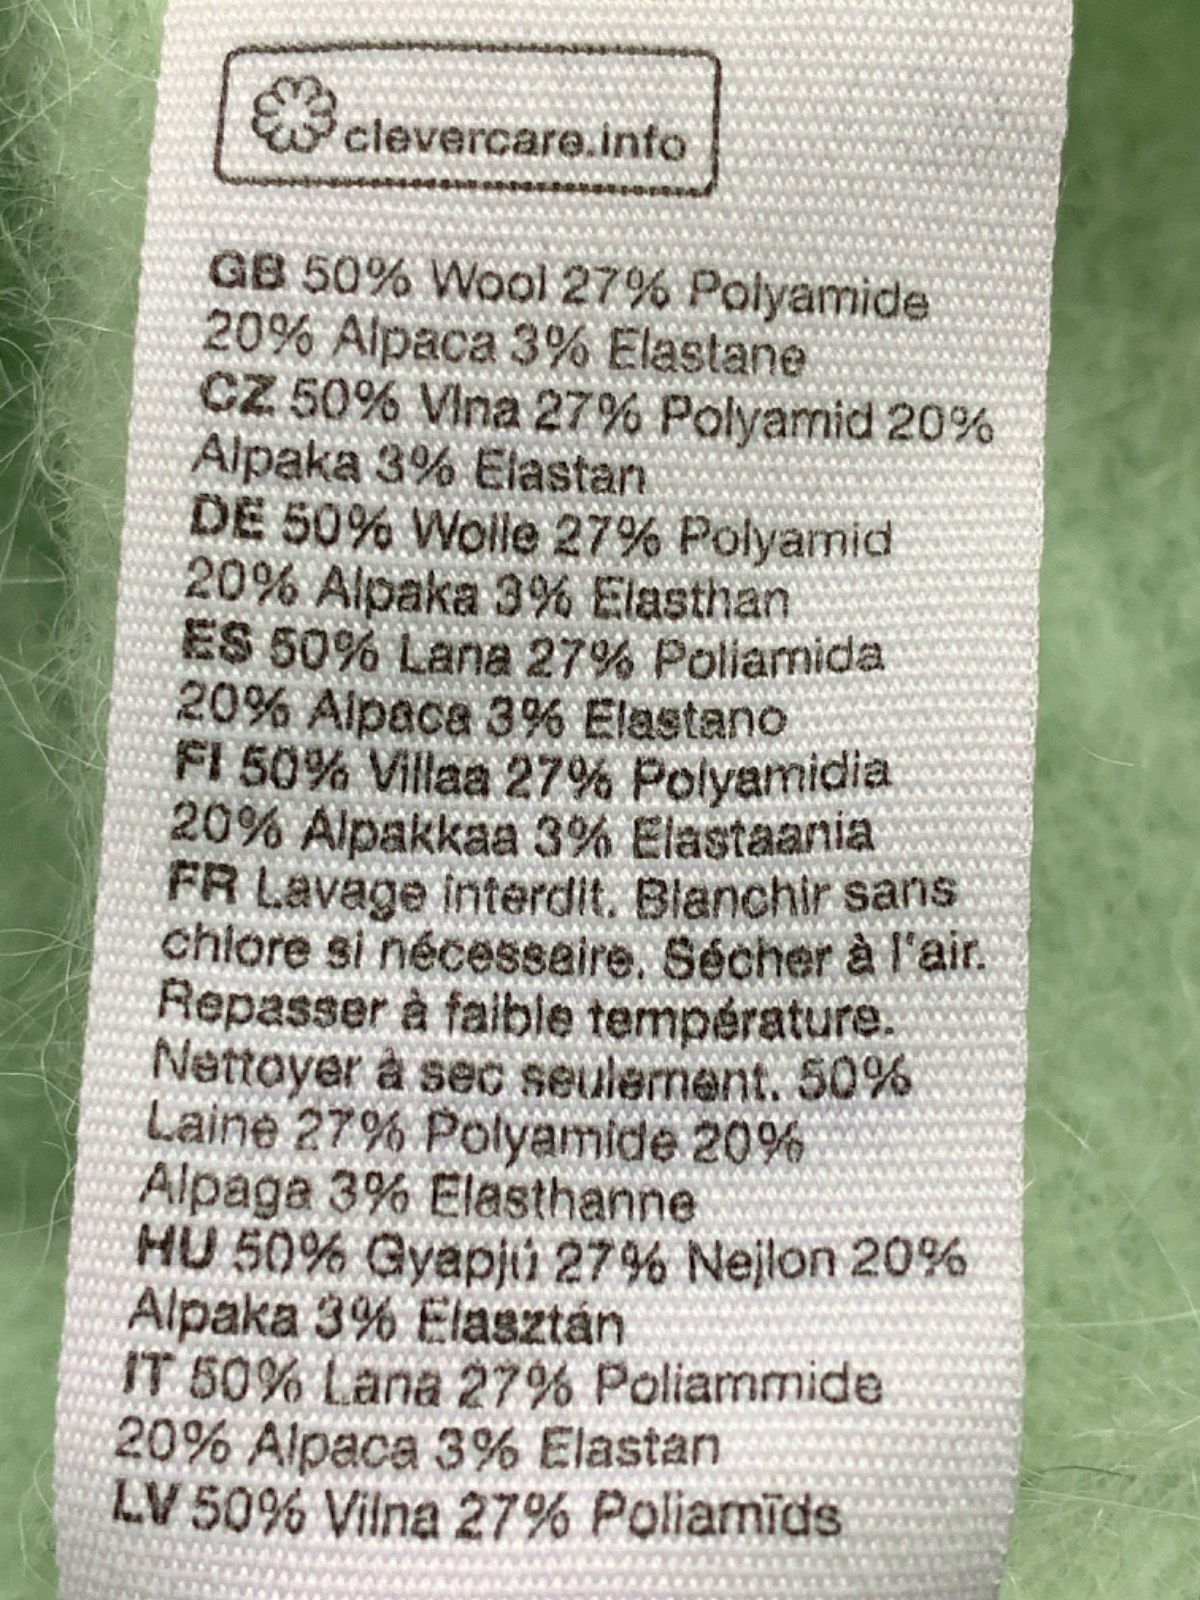 clevercare.info
GB 50% Wool 27% Polyamide
20% Alpaca 3% Elastane
CZ 50% Vlna 27% Polyamid 20%
Alpaka 3% Elastan
DE 50% Wolle 27% Polyamid
20% Alpaka 3% Elasthan
ES 50% Lana 27% Poliamida
20% Alpaca 3% Elastano
FI 50% Villaa 27% Polyamidia
20% Alpakkaa 3% Elastaania
FR Lavage interdit. Blanchir sans
chlore si nécessaire. Sécher à l'air.
Repasser à faible température.
Nettoyer à sec seulement. 50%
Laine 27% Polyamide 20%
Alpaga 3% Elasthanne
HU 50% Gyapjú 27% Nejlon 20%
Alpaka 3% Elasztán
IT 50% Lana 27% Poliammide
20% Alpaca 3% Elastan
LV 50% Vilna 27% Poliamīds